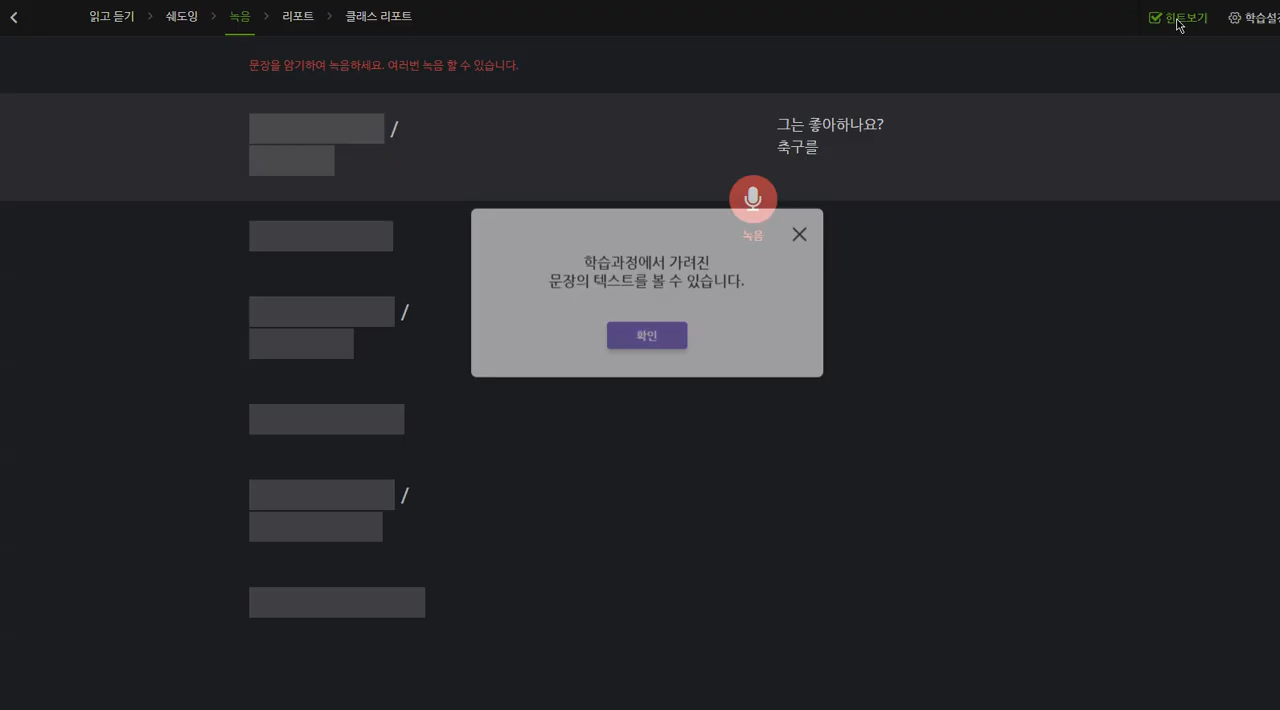 읽고 듣기 > 쉐도잉 > 녹음 > 리포트 > 클래스 리포트
힌트보기
학습설정
문장을 암기하여 녹음하세요. 여러번 녹음 할 수 있습니다.
/
그는 좋아하나요?
축구를
녹음
학습과정에서 가려진
문장의 텍스트를 볼 수 있습니다.
/
확인
/